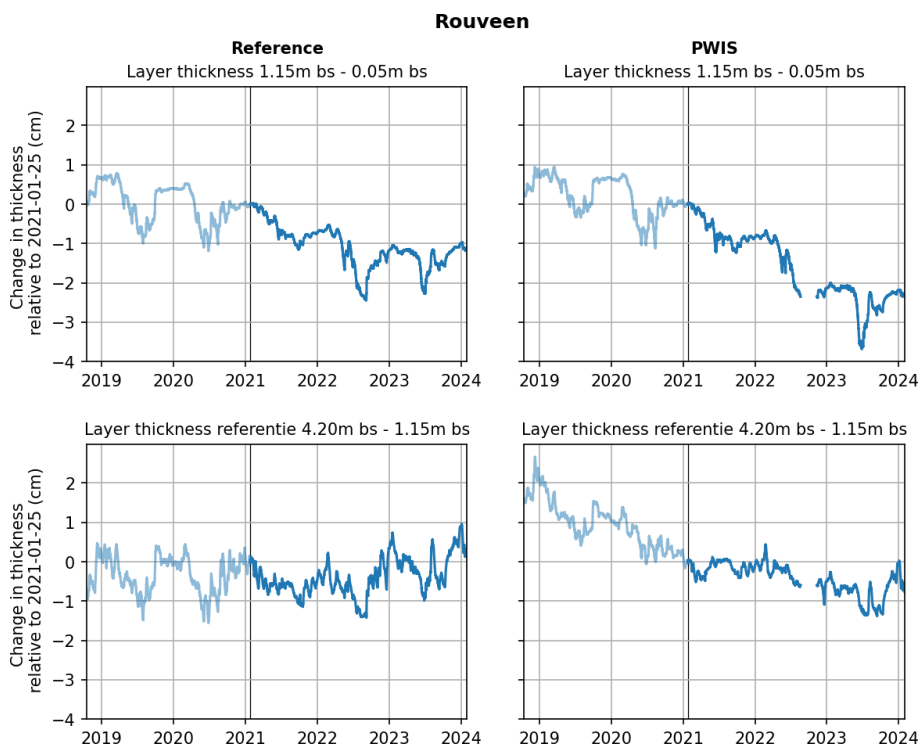 Rouveen
Reference
PWIS
Layer thickness 1.15m bs - 0.05m bs
Layer thickness 1.15m bs - 0.05m bs
Change in thickness
relative to 2021-01-25 (cm)
2
1
0
−1
−2
−3
−4
2019 2020 2021 2022 2023 2024
2019 2020 2021 2022 2023 2024
Layer thickness referentie 4.20m bs - 1.15m bs
Layer thickness referentie 4.20m bs - 1.15m bs
Change in thickness
relative to 2021-01-25 (cm)
2
1
0
−1
−2
−3
−4
2019 2020 2021 2022 2023 2024
2019 2020 2021 2022 2023 2024